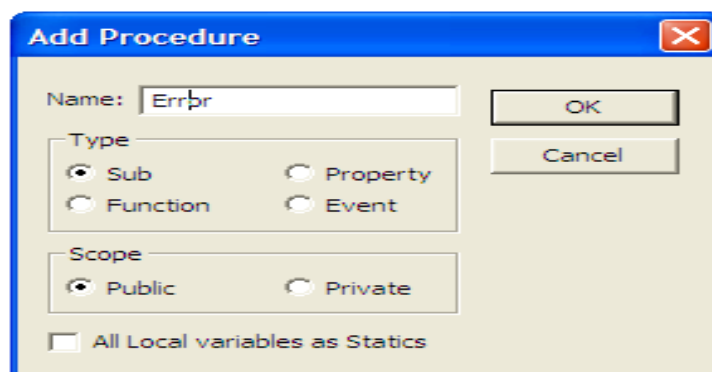 Add Procedure
Name: Error
OK
Type
Cancel
Sub
Property
Function
Event
Scope
Public
Private
All Local variables as Statics